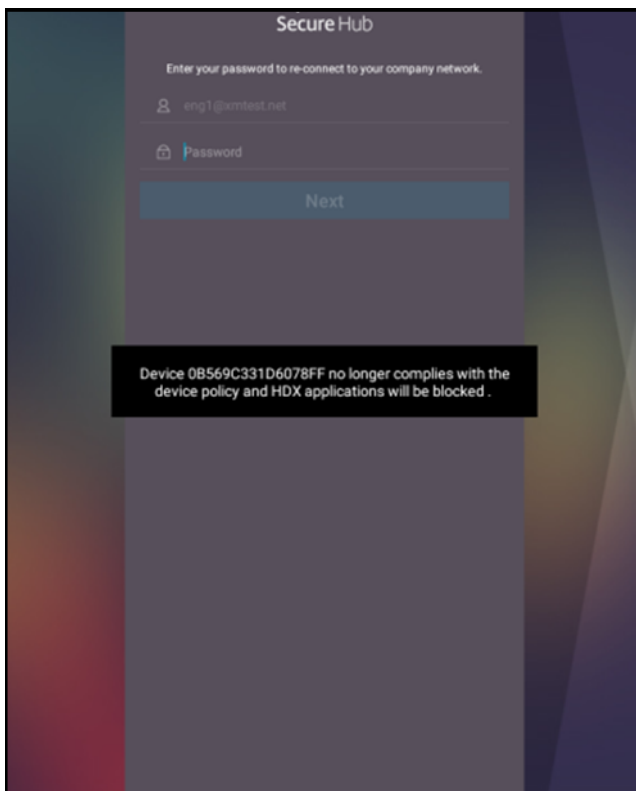 Secure Hub
Enter your password to re-connect to your company network.
eng1@xmtest.net
Password
Next
Device 0B569C331D6078FF no longer complies with the
device policy and HDX applications will be blocked .